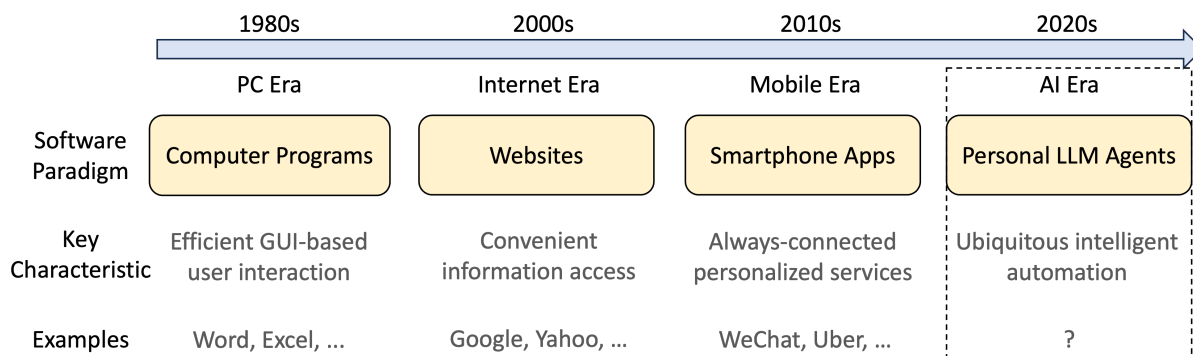 1980s 2000s 2010s 2020s
PC Era Internet Era Mobile Era AI Era
Software
Paradigm
Computer Programs Websites Smartphone Apps Personal LLM Agents
Key
Characteristic
Efficient GUI-based
user interaction
Convenient
information access
Always-connected
personalized services
Ubiquitous intelligent
automation
Examples Word, Excel, ... Google, Yahoo, ... WeChat, Uber, ... ?